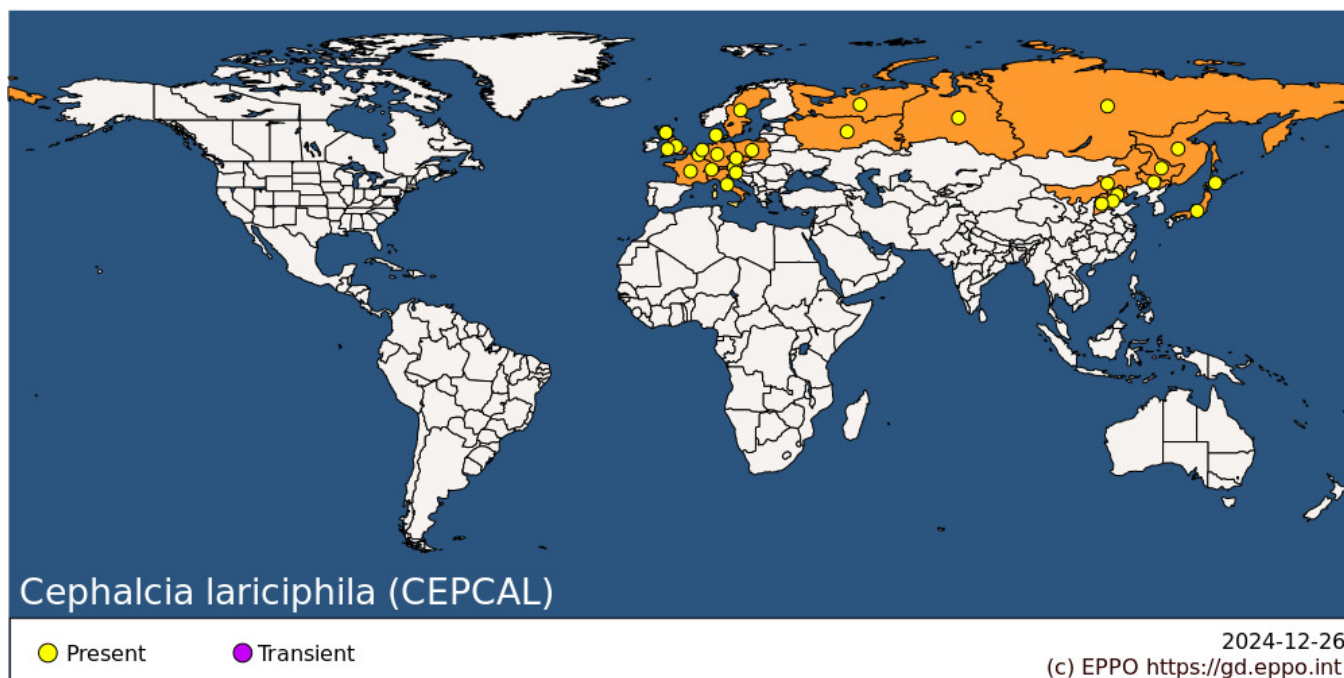 Cephalcia lariciphila (CEPCAL)
Present
Transient
2024-12-26
(c) EPPO https://gd.eppo.int